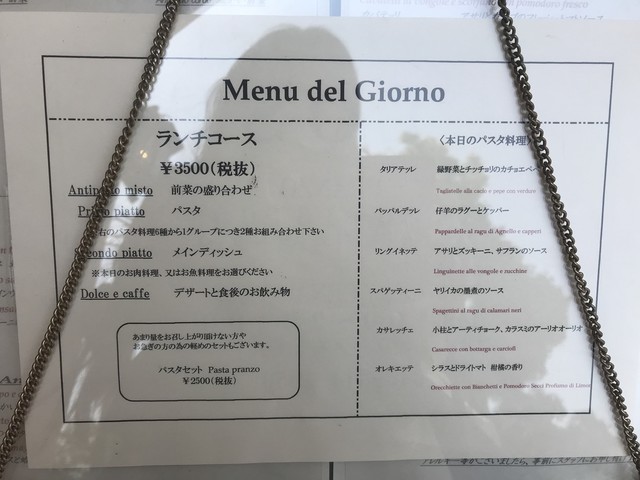 Menu del Giorno
ランチコース
￥3500(税抜)
Antipasto misto 前菜の盛り合わせ
Primo piatto パスタ
右のパスタ料理6種から1グループにつき2種お組み合わせ下さい
Secondo piatto メインディッシュ
※本日のお肉料理、又はお魚料理をお選びください
Dolce e caffe デザートと食後のお飲み物
あまり量をお召し上がり頂けない方や
お急ぎの方の為の軽めのセットもございます。
パスタセット Pasta pranzo
￥2500(税抜)
〈本日のパスタ料理〉
タリアテッレ 緑野菜とチッチョリのカチョエペペ
Tagliatelle alla cacio e pepe con verdure
パッパルデッレ 仔羊のラグーとケッパー
Pappardelle al ragu di Agnello e capperi
リングイネッテ アサリとズッキーニ、サフランのソース
Linguinette alle vongole e zucchine
スパゲッティーニ ヤリイカの墨煮のソース
Spagettini al ragu di calamari neri
カサレッチェ 小柱とアーティチョーク、カラスミのアーリオオーリオ
Casarecce con bottarga e carciofi
オレキエッテ シラスとドライトマト 柑橘の香り
Orecchiette con Bianchetti e Pomodoro Secci Profumo di Limone